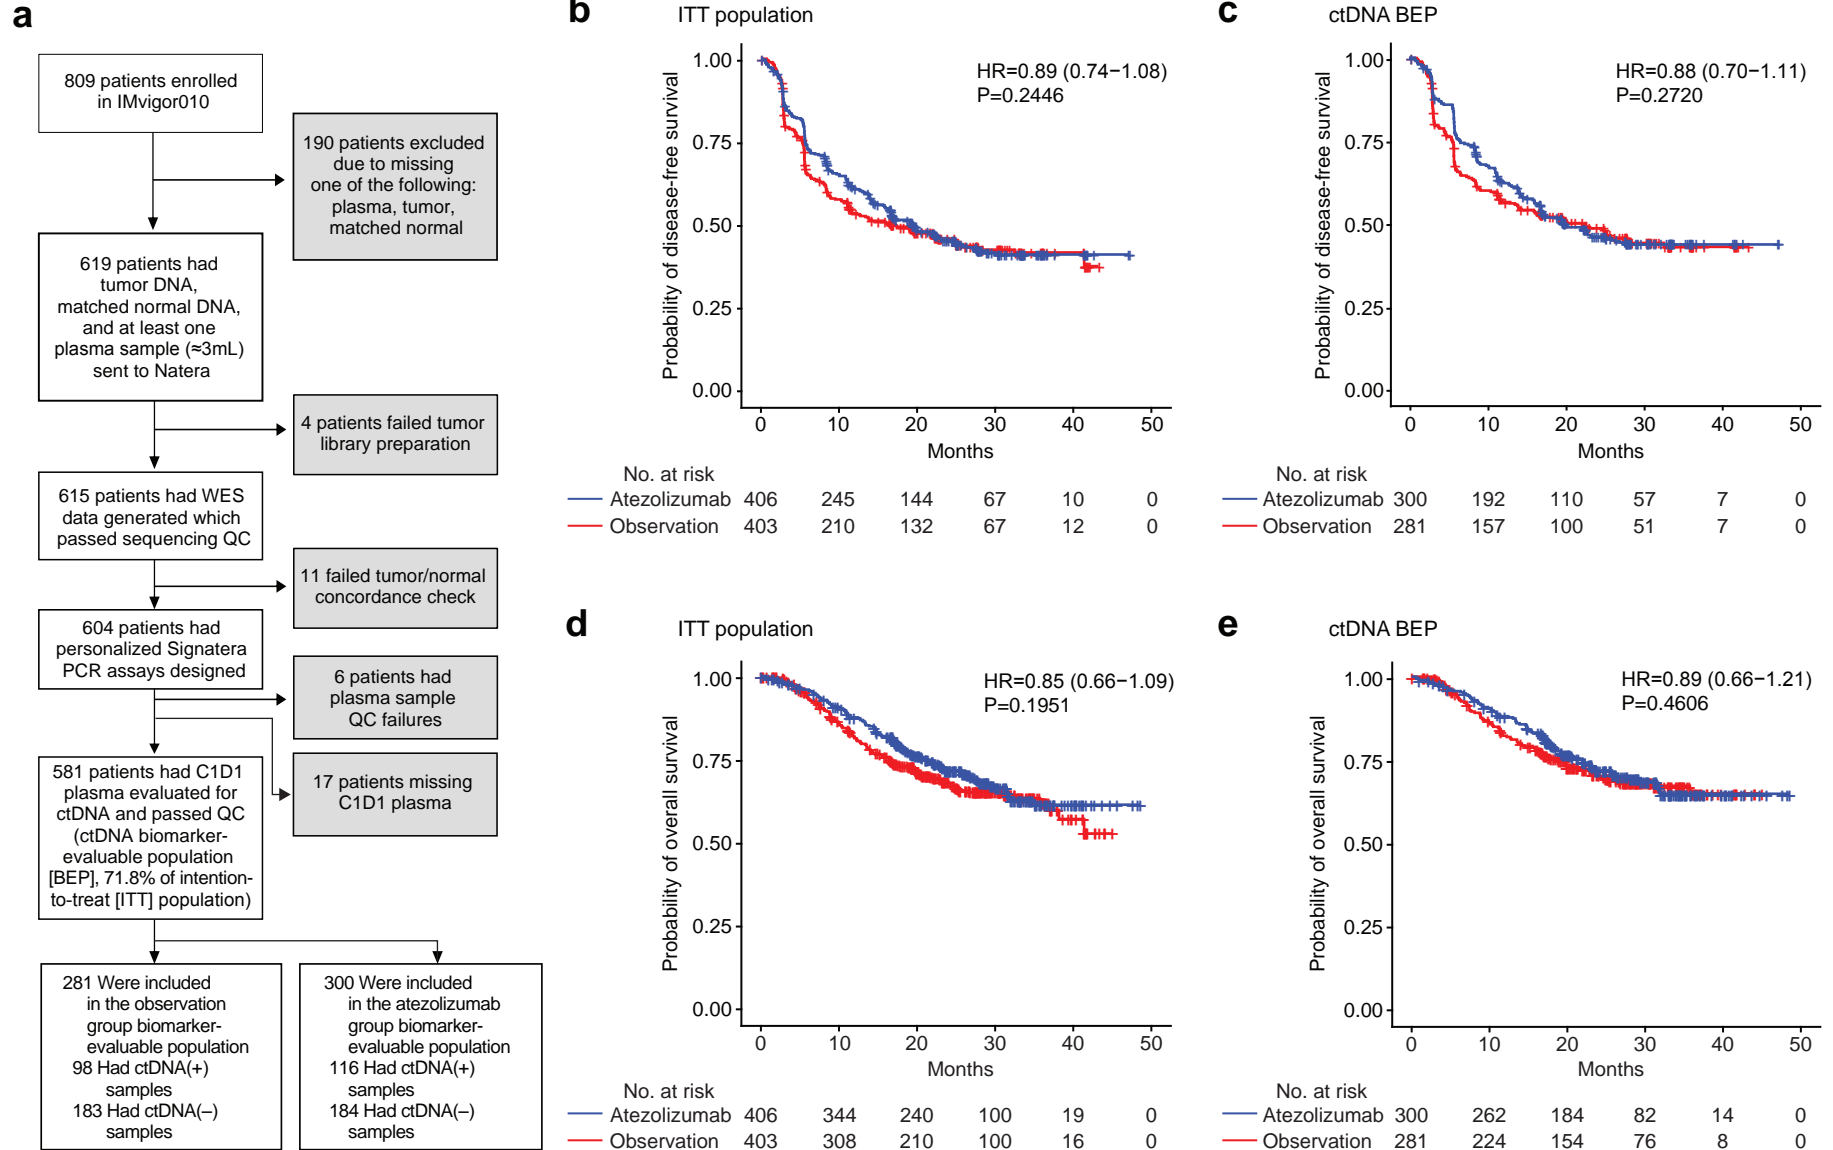 a
809 patients enrolled
in IMvigor010
190 patients excluded
due to missing
one of the following:
plasma, tumor,
matched normal
619 patients had
tumor DNA,
matched normal DNA,
and at least one
plasma sample (≈3mL)
sent to Natera
4 patients failed tumor
library preparation
615 patients had WES
data generated which
passed sequencing QC
11 failed tumor/normal
concordance check
604 patients had
personalized Signatera
PCR assays designed
6 patients had
plasma sample
QC failures
17 patients missing
C1D1 plasma
581 patients had C1D1
plasma evaluated for
ctDNA and passed QC
(ctDNA biomarker-
evaluable population
[BEP], 71.8% of intention-
to-treat [ITT] population)
281 Were included
in the observation
group biomarker-
evaluable population
98 Had ctDNA(+)
samples
183 Had ctDNA(–)
samples
300 Were included
in the atezolizumab
group biomarker-
evaluable population
116 Had ctDNA(+)
samples
184 Had ctDNA(–)
samples
b ITT population
HR=0.89 (0.74−1.08)
P=0.2446
Probability of disease-free survival
1.00
0.75
0.50
0.25
0.00
0 10 20 30 40 50
Months
No. at risk
Atezolizumab 406 245 144 67 10 0
Observation 403 210 132 67 12 0
c ctDNA BEP
HR=0.88 (0.70−1.11)
P=0.2720
Probability of disease-free survival
1.00
0.75
0.50
0.25
0.00
0 10 20 30 40 50
Months
No. at risk
Atezolizumab 300 192 110 57 7 0
Observation 281 157 100 51 7 0
d ITT population
HR=0.85 (0.66−1.09)
P=0.1951
Probability of overall survival
1.00
0.75
0.50
0.25
0.00
0 10 20 30 40 50
Months
No. at risk
Atezolizumab 406 344 240 100 19 0
Observation 403 308 210 100 16 0
e ctDNA BEP
HR=0.89 (0.66−1.21)
P=0.4606
Probability of overall survival
1.00
0.75
0.50
0.25
0.00
0 10 20 30 40 50
Months
No. at risk
Atezolizumab 300 262 184 82 14 0
Observation 281 224 154 76 8 0